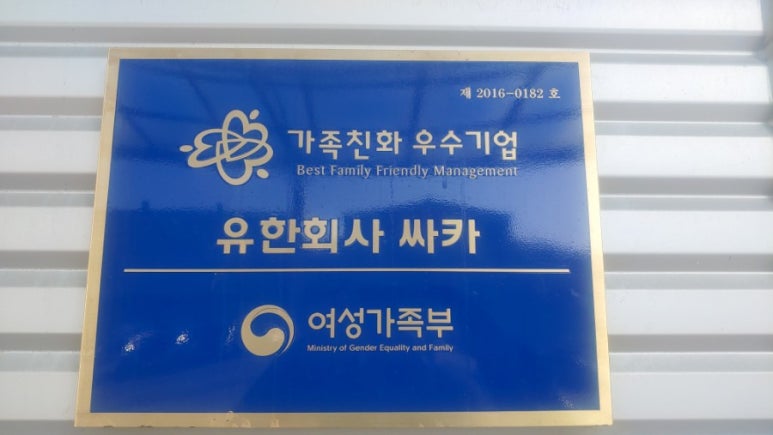 제 2016-0182 호
가족친화 우수기업
Best Family Friendly Management
유한회사 싸카
여성가족부
Ministry of Gender Equality and Family